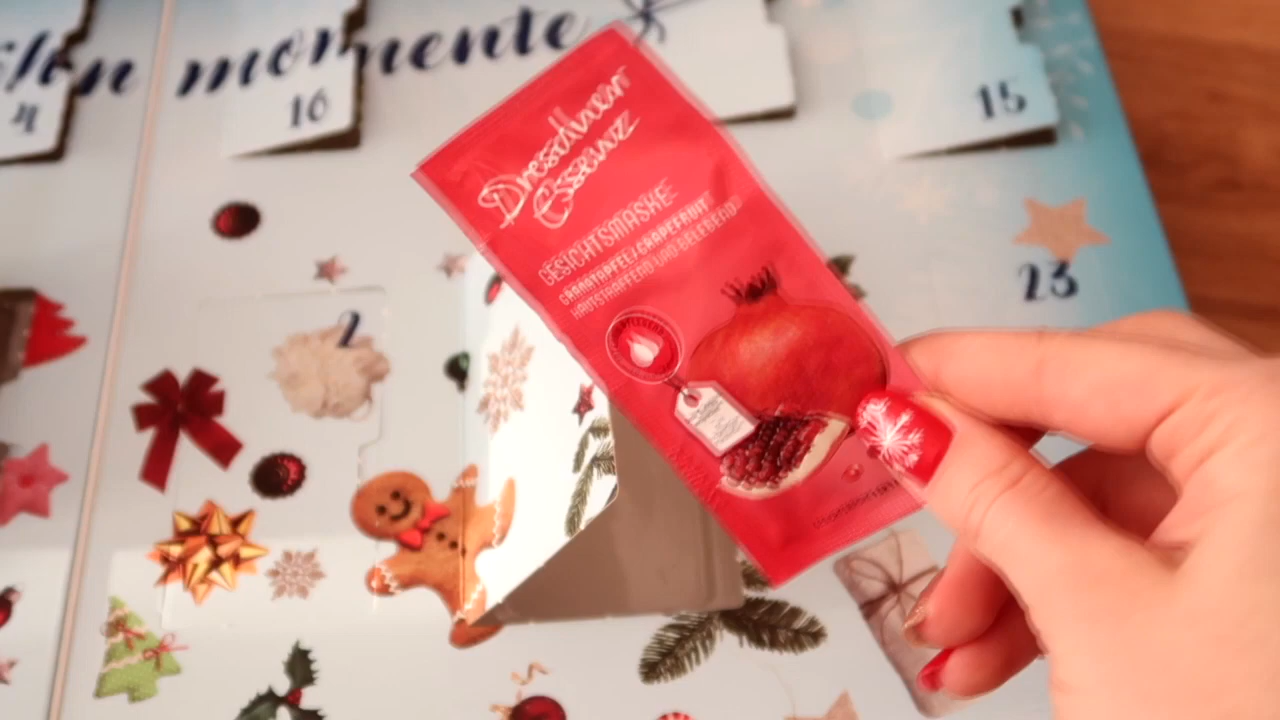 momente
4
16
15
Dresdner
Essenz
GESICHTSMASKE
GRANATAPFEL/GRAPEFRUIT
HAUTSTRAFFEND UND BELEBEND
23
2